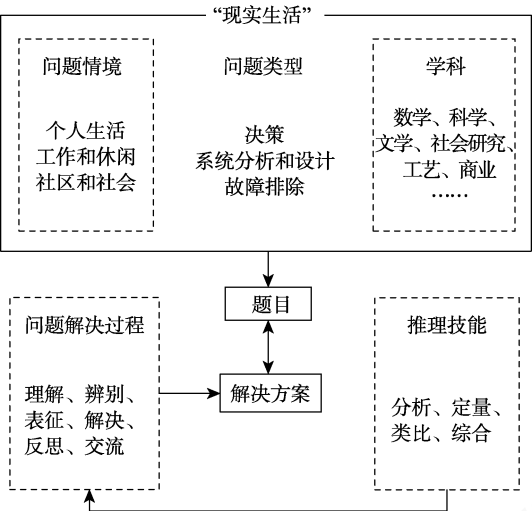 “现实生活”
问题情境
个人生活
工作和休闲
社区和社会
问题类型
决策
系统分析和设计
故障排除
学科
数学、科学、
文学、社会研究、
工艺、商业
……
题目
解决方案
问题解决过程
理解、辨别、
表征、解决、
反思、交流
推理技能
分析、定量、
类比、综合